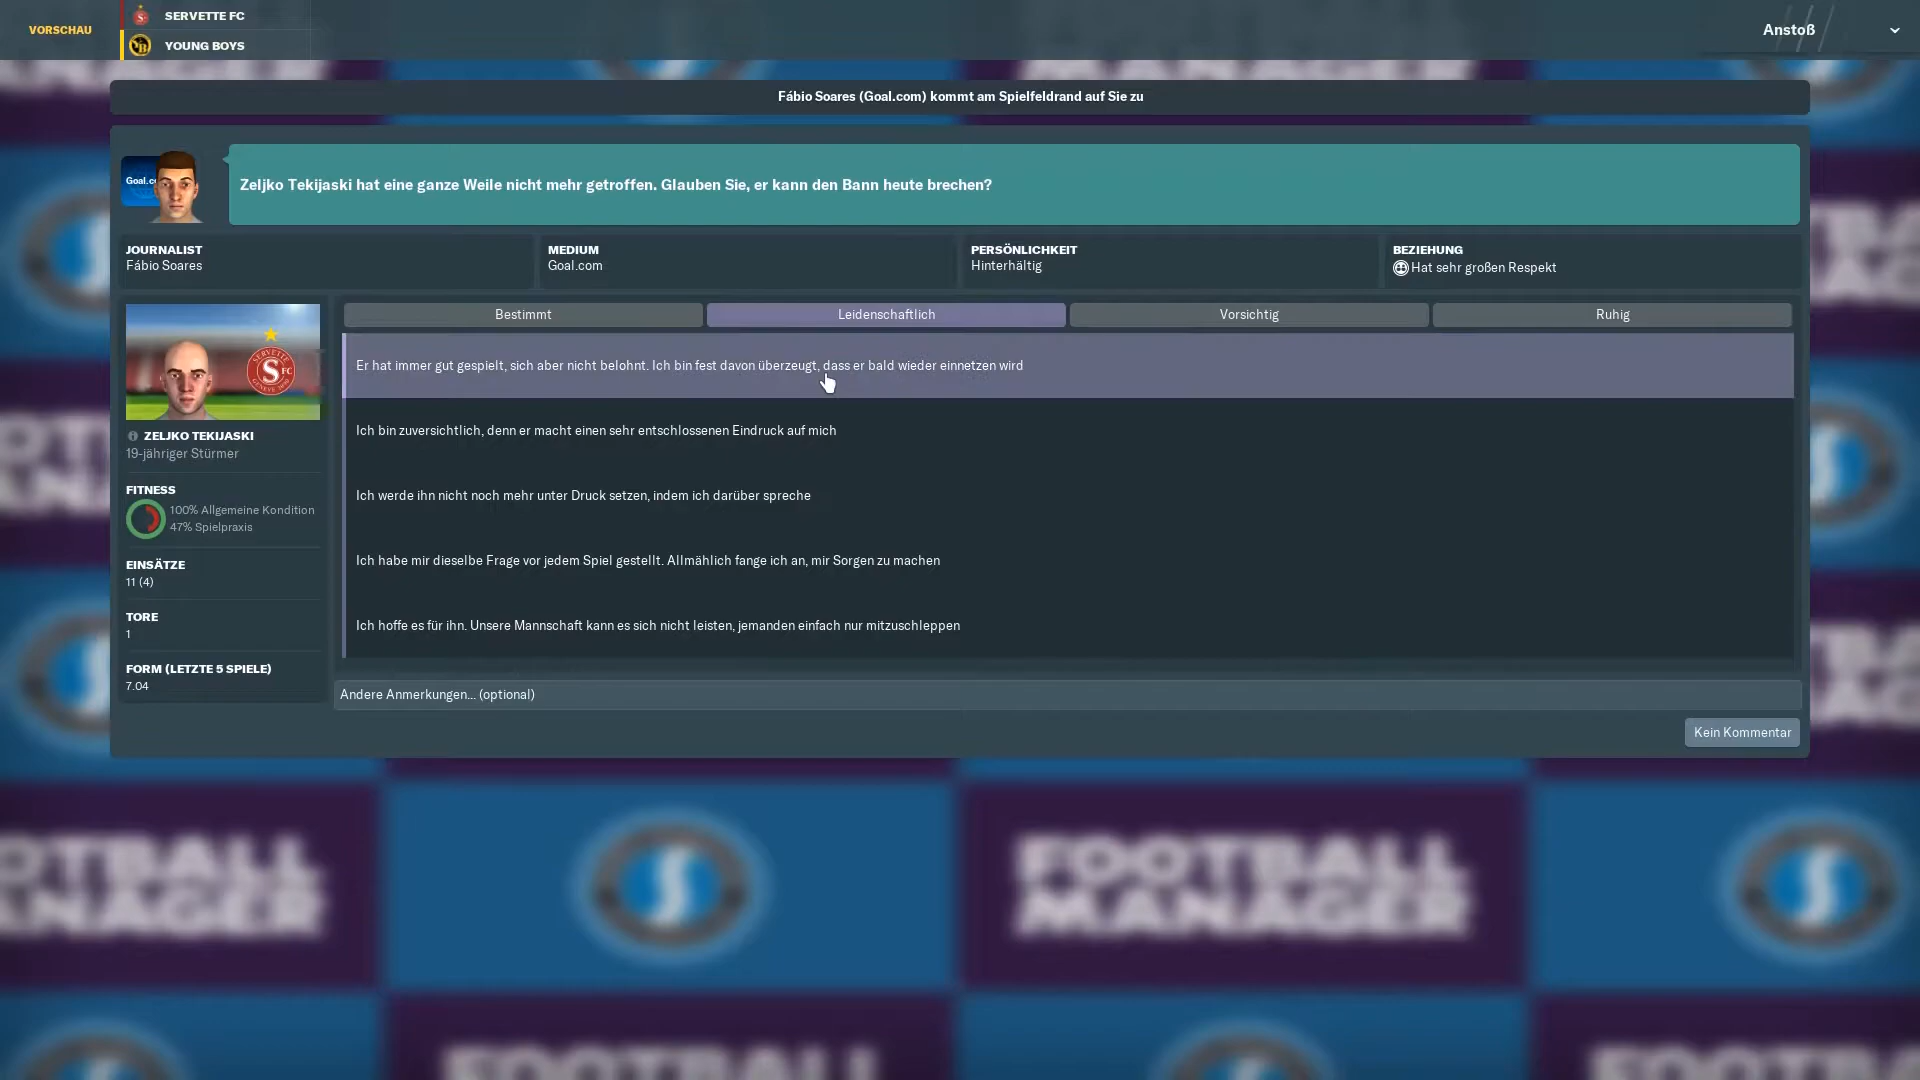 VORSCHAU
SERVETTE FC
YOUNG BOYS
Anstoß
Fábio Soares (Goal.com) kommt am Spielfeldrand auf Sie zu
Zeljko Tekijaski hat eine ganze Weile nicht mehr getroffen. Glauben Sie, er kann den Bann heute brechen?
JOURNALIST
Fábio Soares
MEDIUM
Goal.com
PERSÖNLICHKEIT
Hinterhältig
BEZIEHUNG
Hat sehr großen Respekt
Bestimmt
Leidenschaftlich
Vorsichtig
Ruhig
Er hat immer gut gespielt, sich aber nicht belohnt. Ich bin fest davon überzeugt, dass er bald wieder einnetzen wird
Ich bin zuversichtlich, denn er macht einen sehr entschlossenen Eindruck auf mich
Ich werde ihn nicht noch mehr unter Druck setzen, indem ich darüber spreche
Ich habe mir dieselbe Frage vor jedem Spiel gestellt. Allmählich fange ich an, mir Sorgen zu machen
Ich hoffe es für ihn. Unsere Mannschaft kann es sich nicht leisten, jemanden einfach nur mitzuschleppen
SERVETTE
FC
ZELJKO TEKIJASKI
19-jähriger Stürmer
FITNESS
100% Allgemeine Kondition
47% Spielpraxis
EINSÄTZE
11 (4)
TORE
1
FORM (LETZTE 5 SPIELE)
7.04
Andere Anmerkungen... (optional)
Kein Kommentar
FOOTBALL
MANAGER